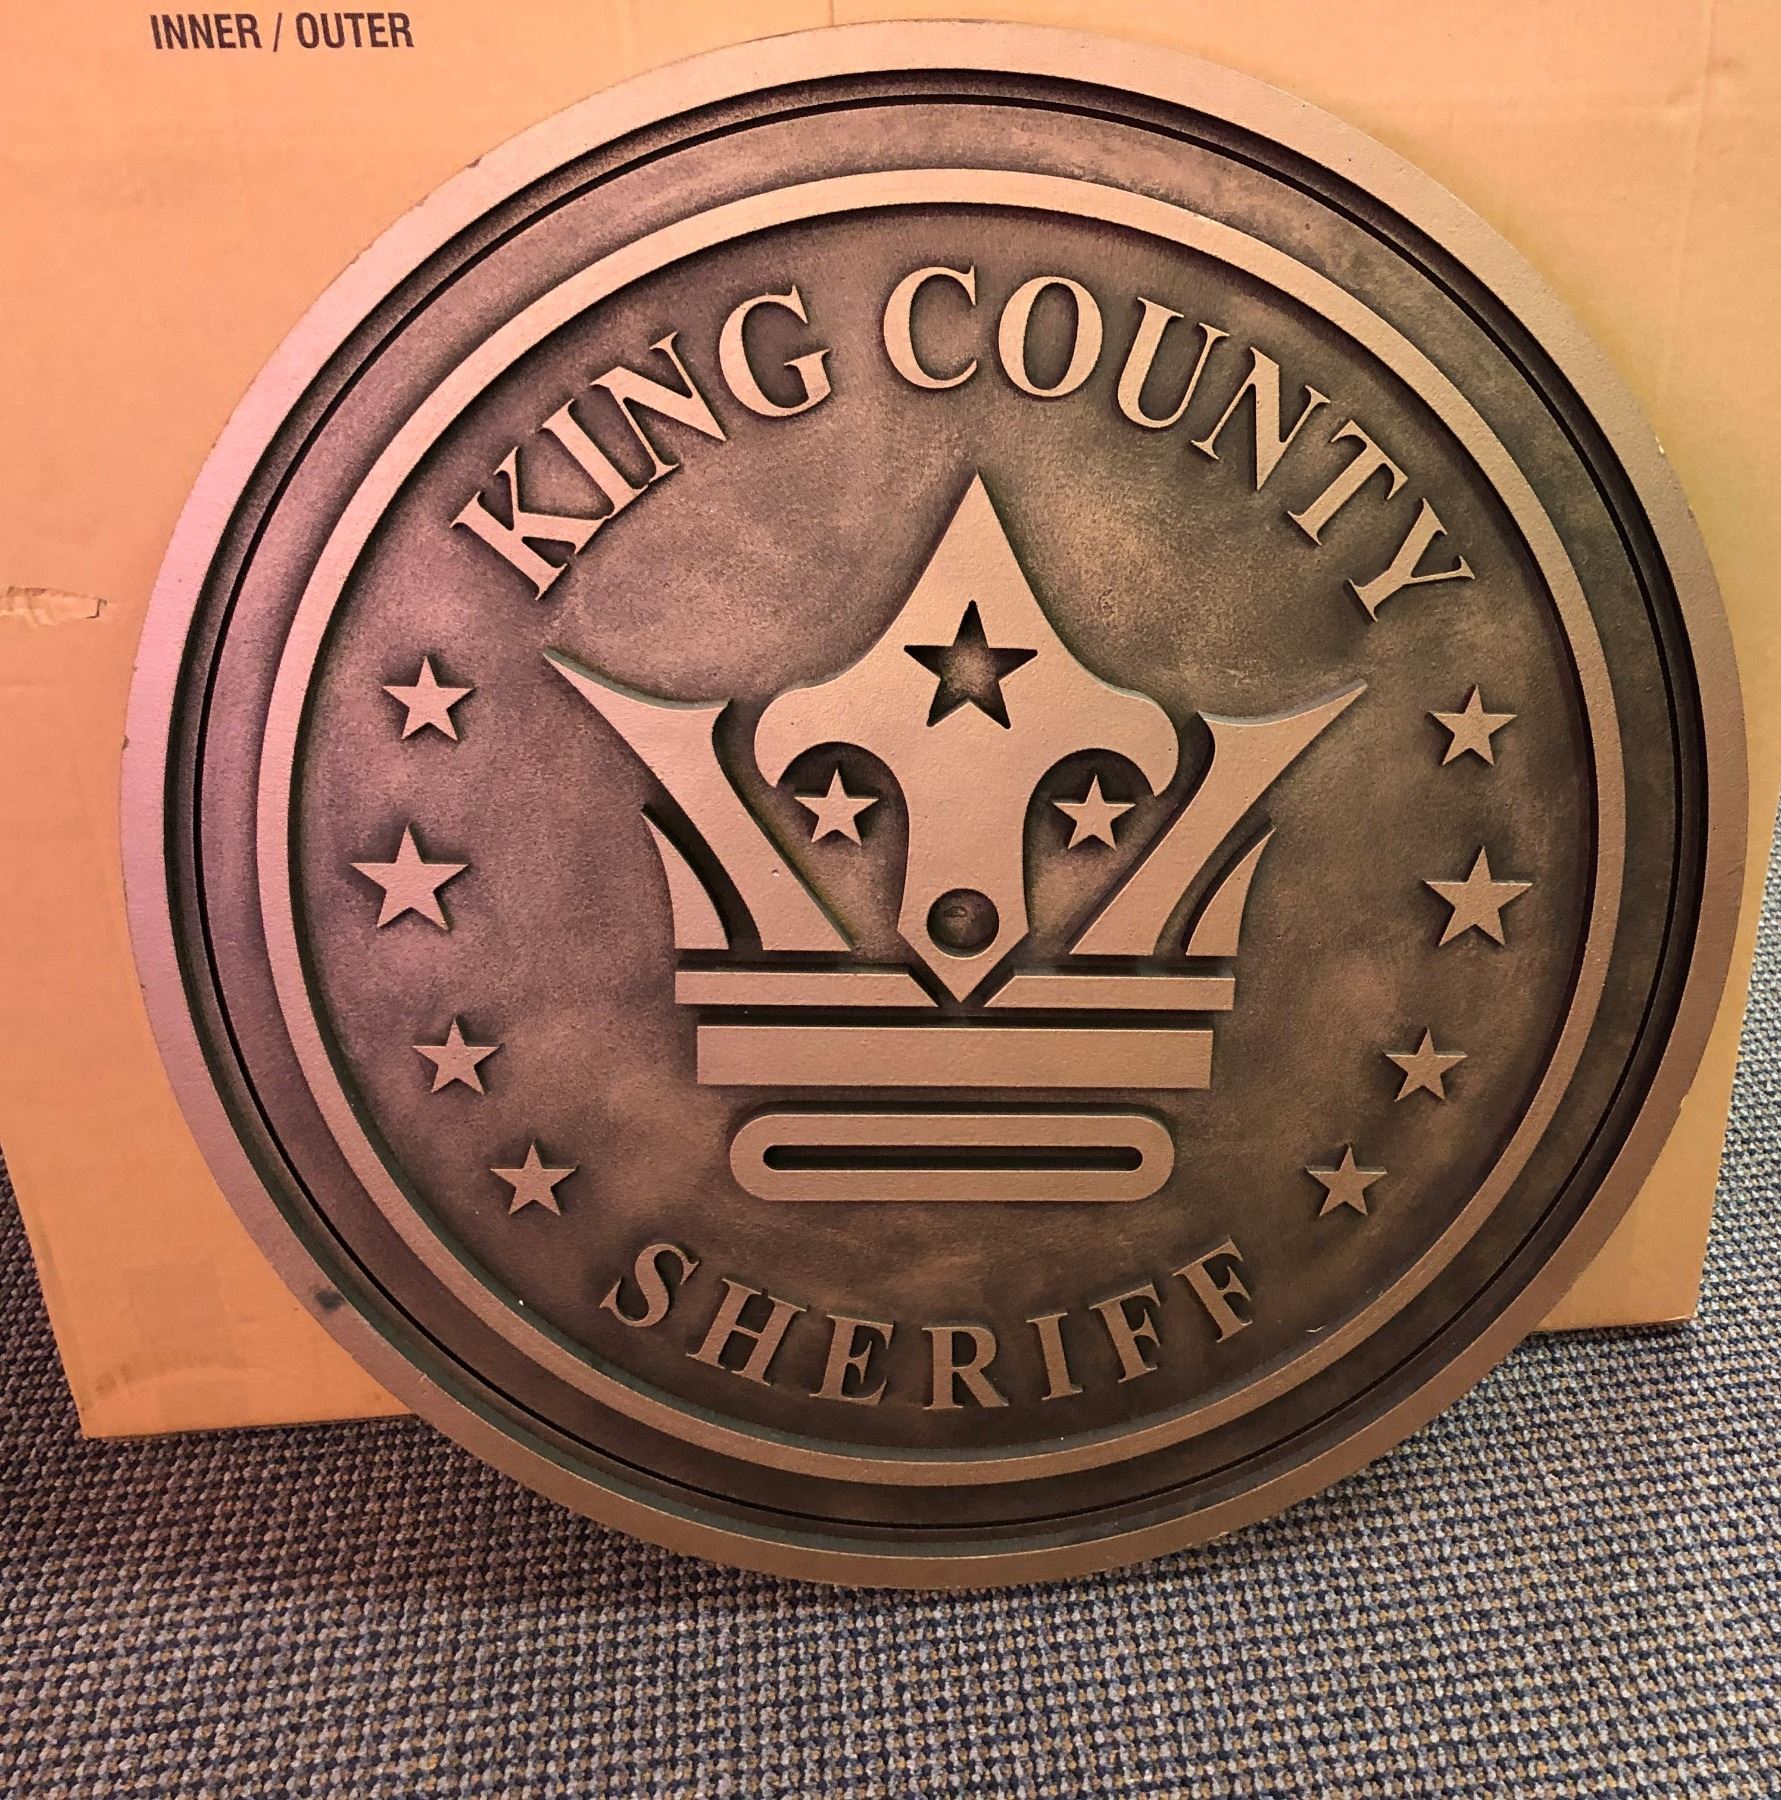 INNER / OUTER
KING COUNTY
SHERIFF